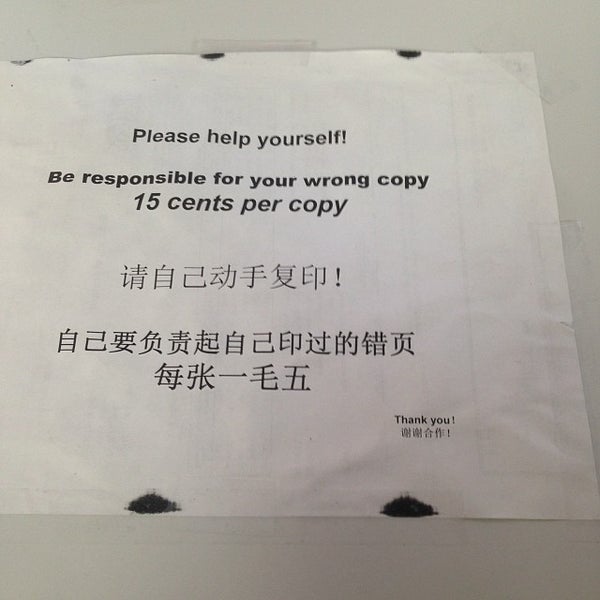 Please help yourself!
Be responsible for your wrong copy
15 cents per copy
请自己动手复印！
自己要负责起自己印过的错页
每张一毛五
Thank you!
谢谢合作！